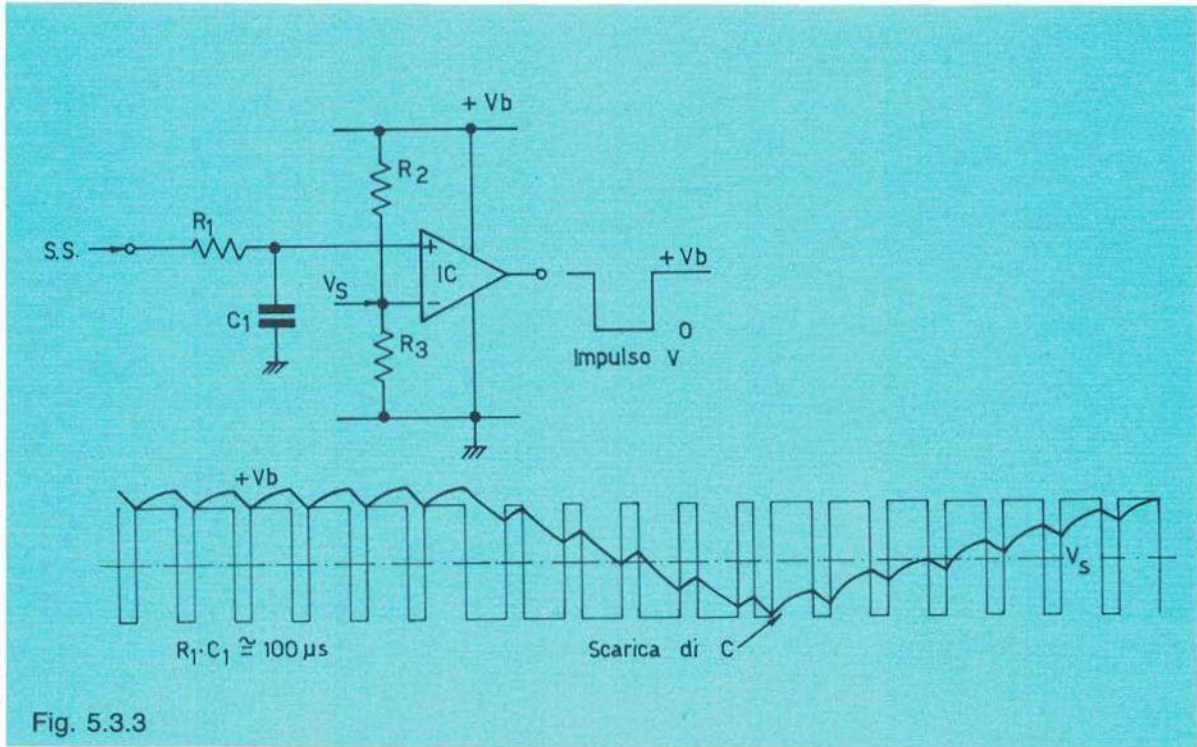 + Vb
R2
R1
S.S.
+
IC
+ Vb
VS
-
C1
R3
0
Impulso V
+Vb
Vs
R1·C1 ≅ 100 µs
Scarica di C
Fig. 5.3.3